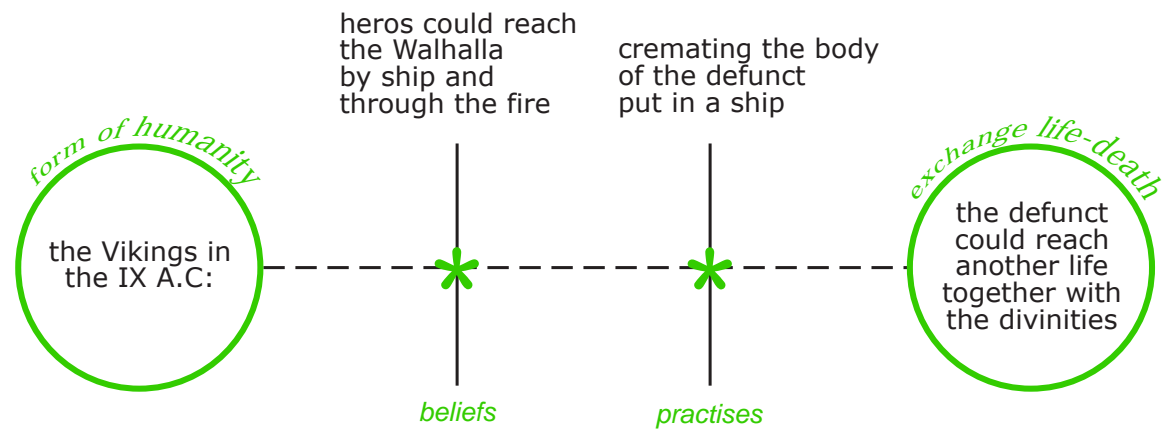 heros could reach
the Walhalla
by ship and
through the fire
cremating the body
of the defunct
put in a ship
form of humanity
the Vikings in
the IX A.C:
exchange life-death
the defunct
could reach
another life
together with
the divinities
beliefs
practises